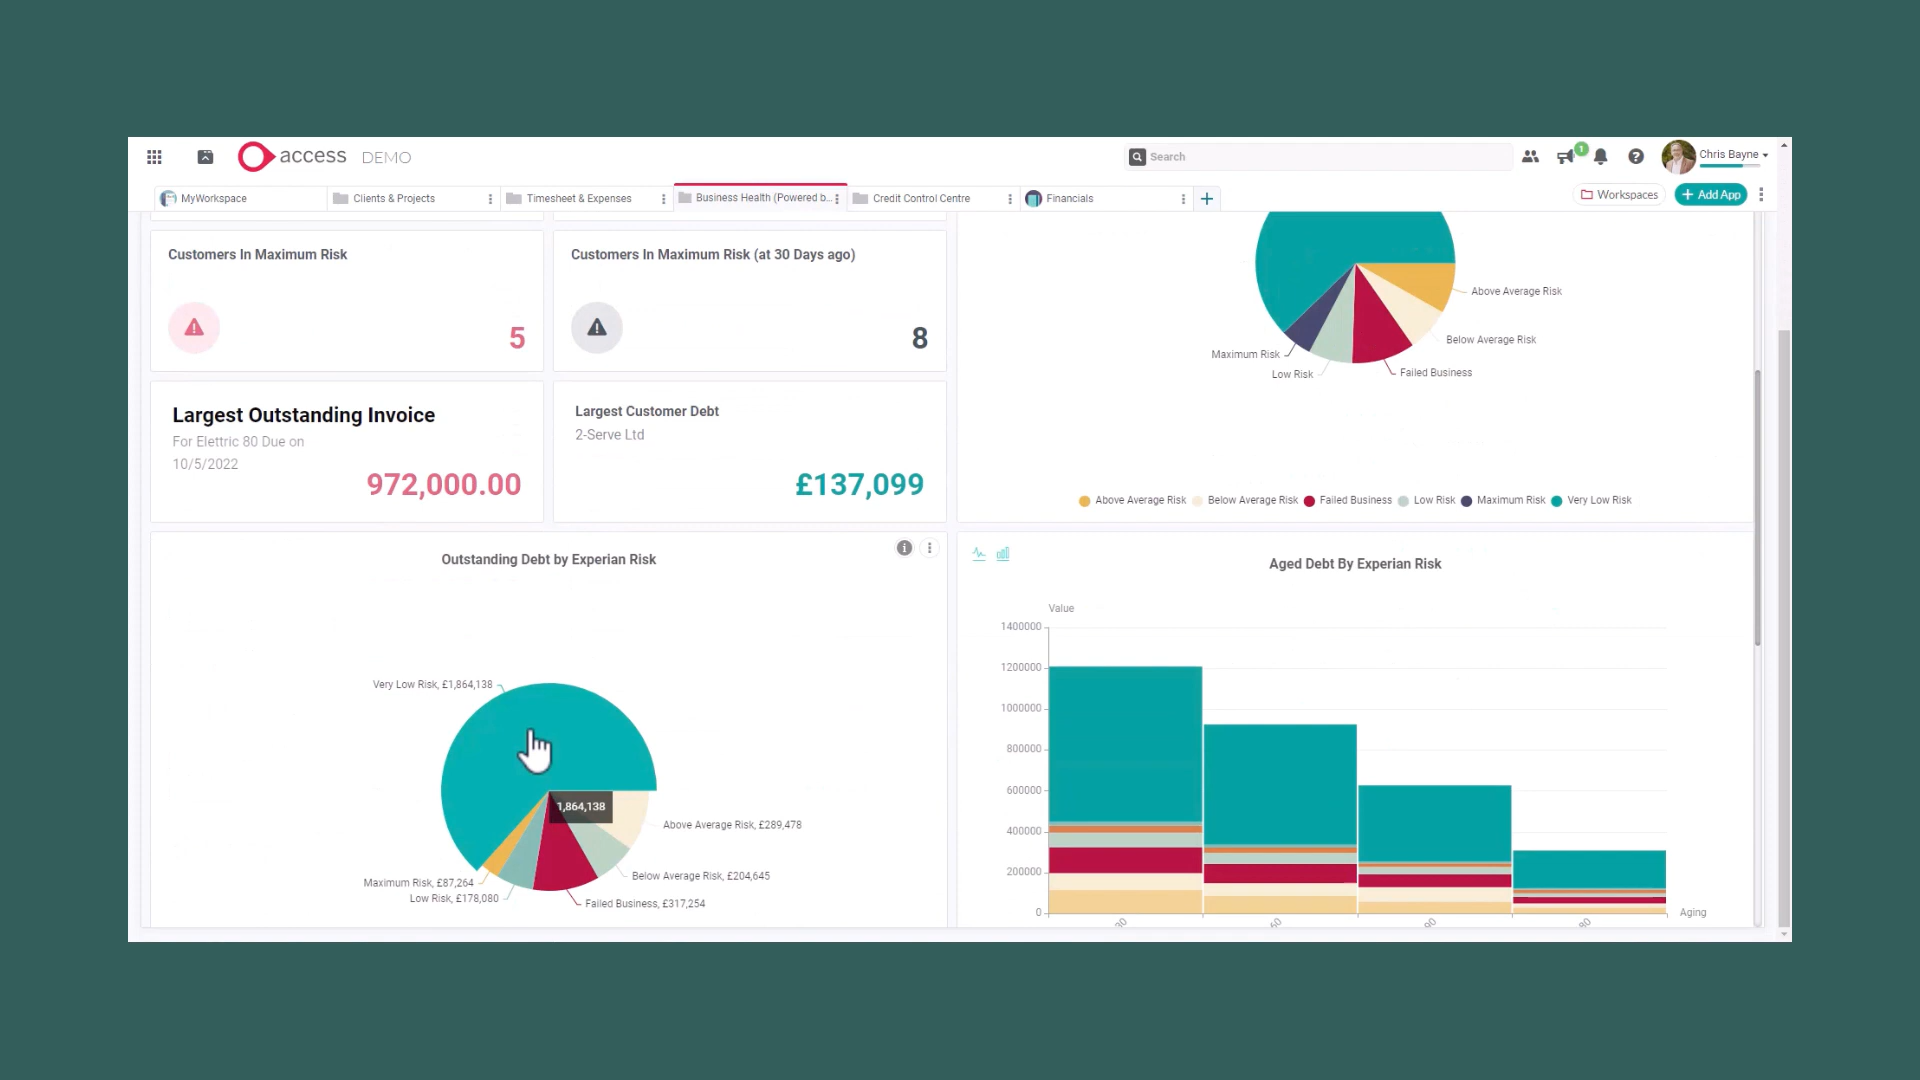 access DEMO
Search
1
Chris Bayne
MyWorkspace
Clients & Projects
Timesheet & Expenses
Business Health (Powered b...
Credit Control Centre
Financials
Workspaces
+ Add App
Customers In Maximum Risk
5
Customers In Maximum Risk (at 30 Days ago)
8
Largest Outstanding Invoice
For Elettric 80 Due on
10/5/2022
972,000.00
Largest Customer Debt
2-Serve Ltd
£137,099
Above Average Risk
Below Average Risk
Maximum Risk
Low Risk
Failed Business
Above Average Risk
Below Average Risk
Failed Business
Low Risk
Maximum Risk
Very Low Risk
Outstanding Debt by Experian Risk
Very Low Risk, £1,864,138
1,864,138
Above Average Risk, £289,478
Below Average Risk, £204,645
Maximum Risk, £87,264
Low Risk, £178,080
Failed Business, £317,254
Aged Debt By Experian Risk
Value
1400000
1200000
1000000
800000
600000
400000
200000
0
Aging